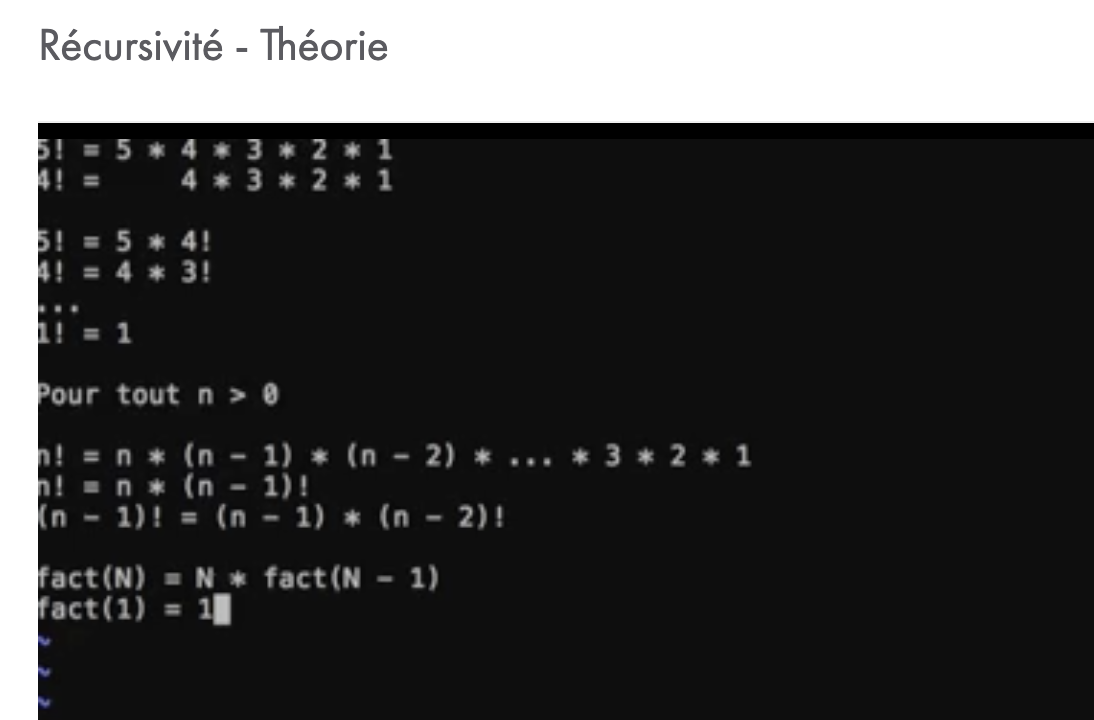 Récursivité - Théorie
5! = 5 * 4 * 3 * 2 * 1
4! =     4 * 3 * 2 * 1
5! = 5 * 4!
4! = 4 * 3!
...
1! = 1
Pour tout n > 0
n! = n * (n - 1) * (n - 2) * ... * 3 * 2 * 1
n! = n * (n - 1)!
(n - 1)! = (n - 1) * (n - 2)!
fact(N) = N * fact(N - 1)
fact(1) = 1
~
~
~